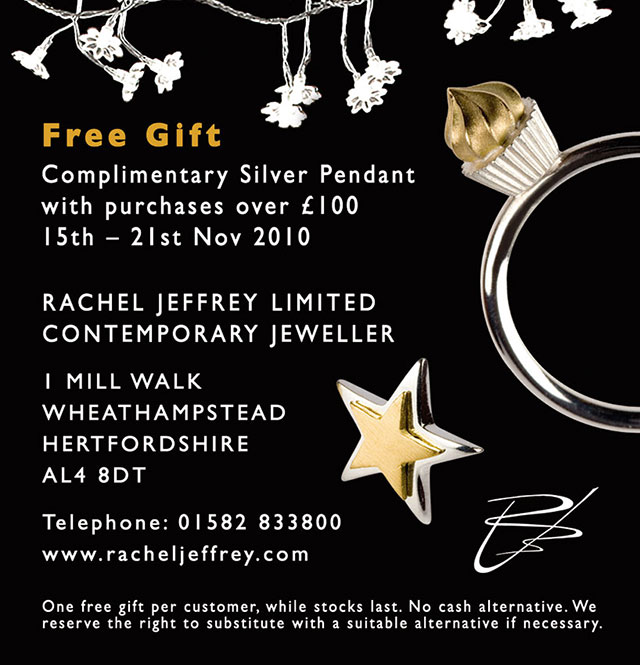 Free Gift
Complimentary Silver Pendant
with purchases over £100
15th – 21st Nov 2010
RACHEL JEFFREY LIMITED
CONTEMPORARY JEWELLER
1 MILL WALK
WHEATHAMPSTEAD
HERTFORDSHIRE
AL4 8DT
Telephone: 01582 833800
www.racheljeffrey.com
One free gift per customer, while stocks last. No cash alternative. We
reserve the right to substitute with a suitable alternative if necessary.